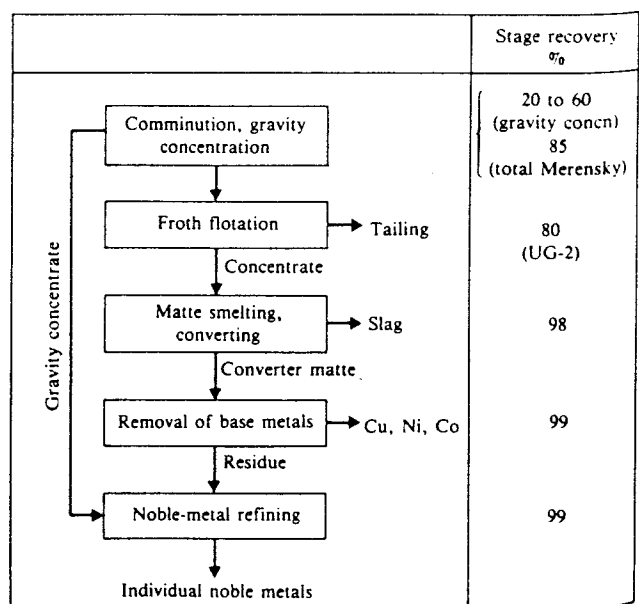 Stage recovery
%
Comminution, gravity
concentration
20 to 60
(gravity concn)
85
(total Merensky)
Froth flotation
Tailing
80
(UG-2)
Concentrate
Gravity concentrate
Matte smelting,
converting
Slag
98
Converter matte
Removal of base metals
Cu, Ni, Co
99
Residue
Noble-metal refining
99
Individual noble metals